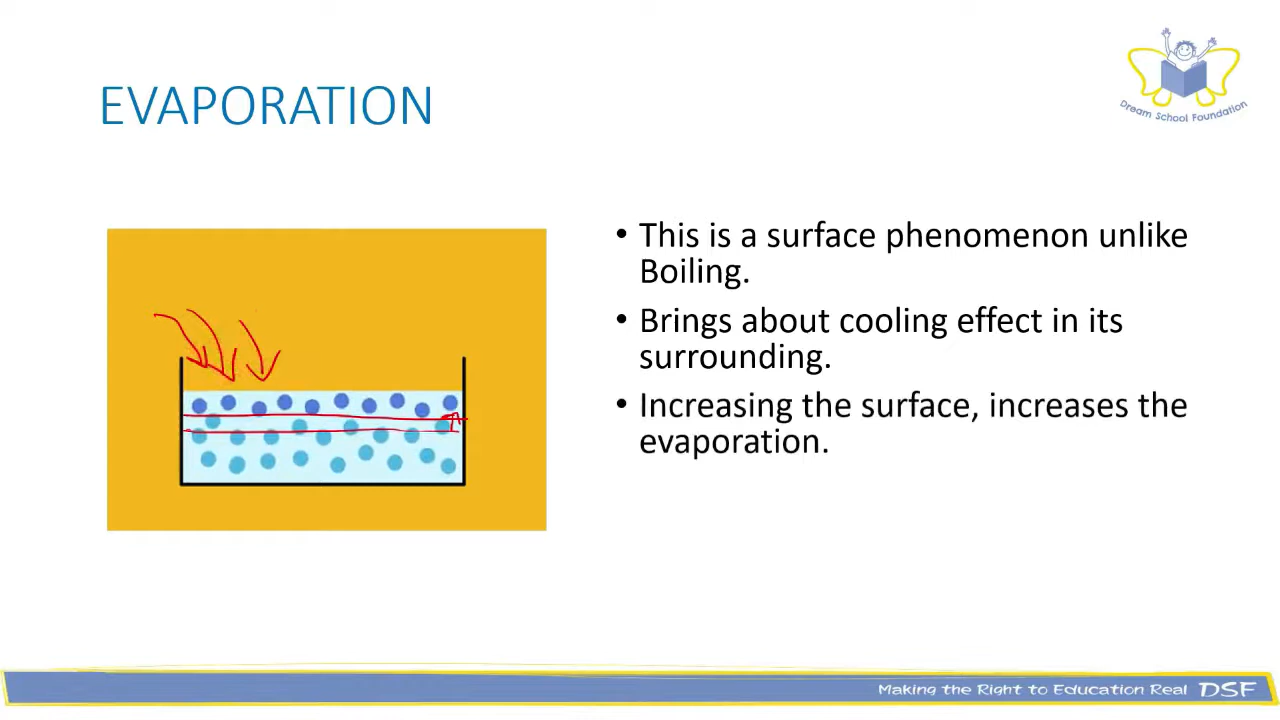 EVAPORATION
Dream School Foundation
• This is a surface phenomenon unlike
Boiling.
• Brings about cooling effect in its
surrounding.
• Increasing the surface, increases the
evaporation.
Making the Right to Education Real DSF